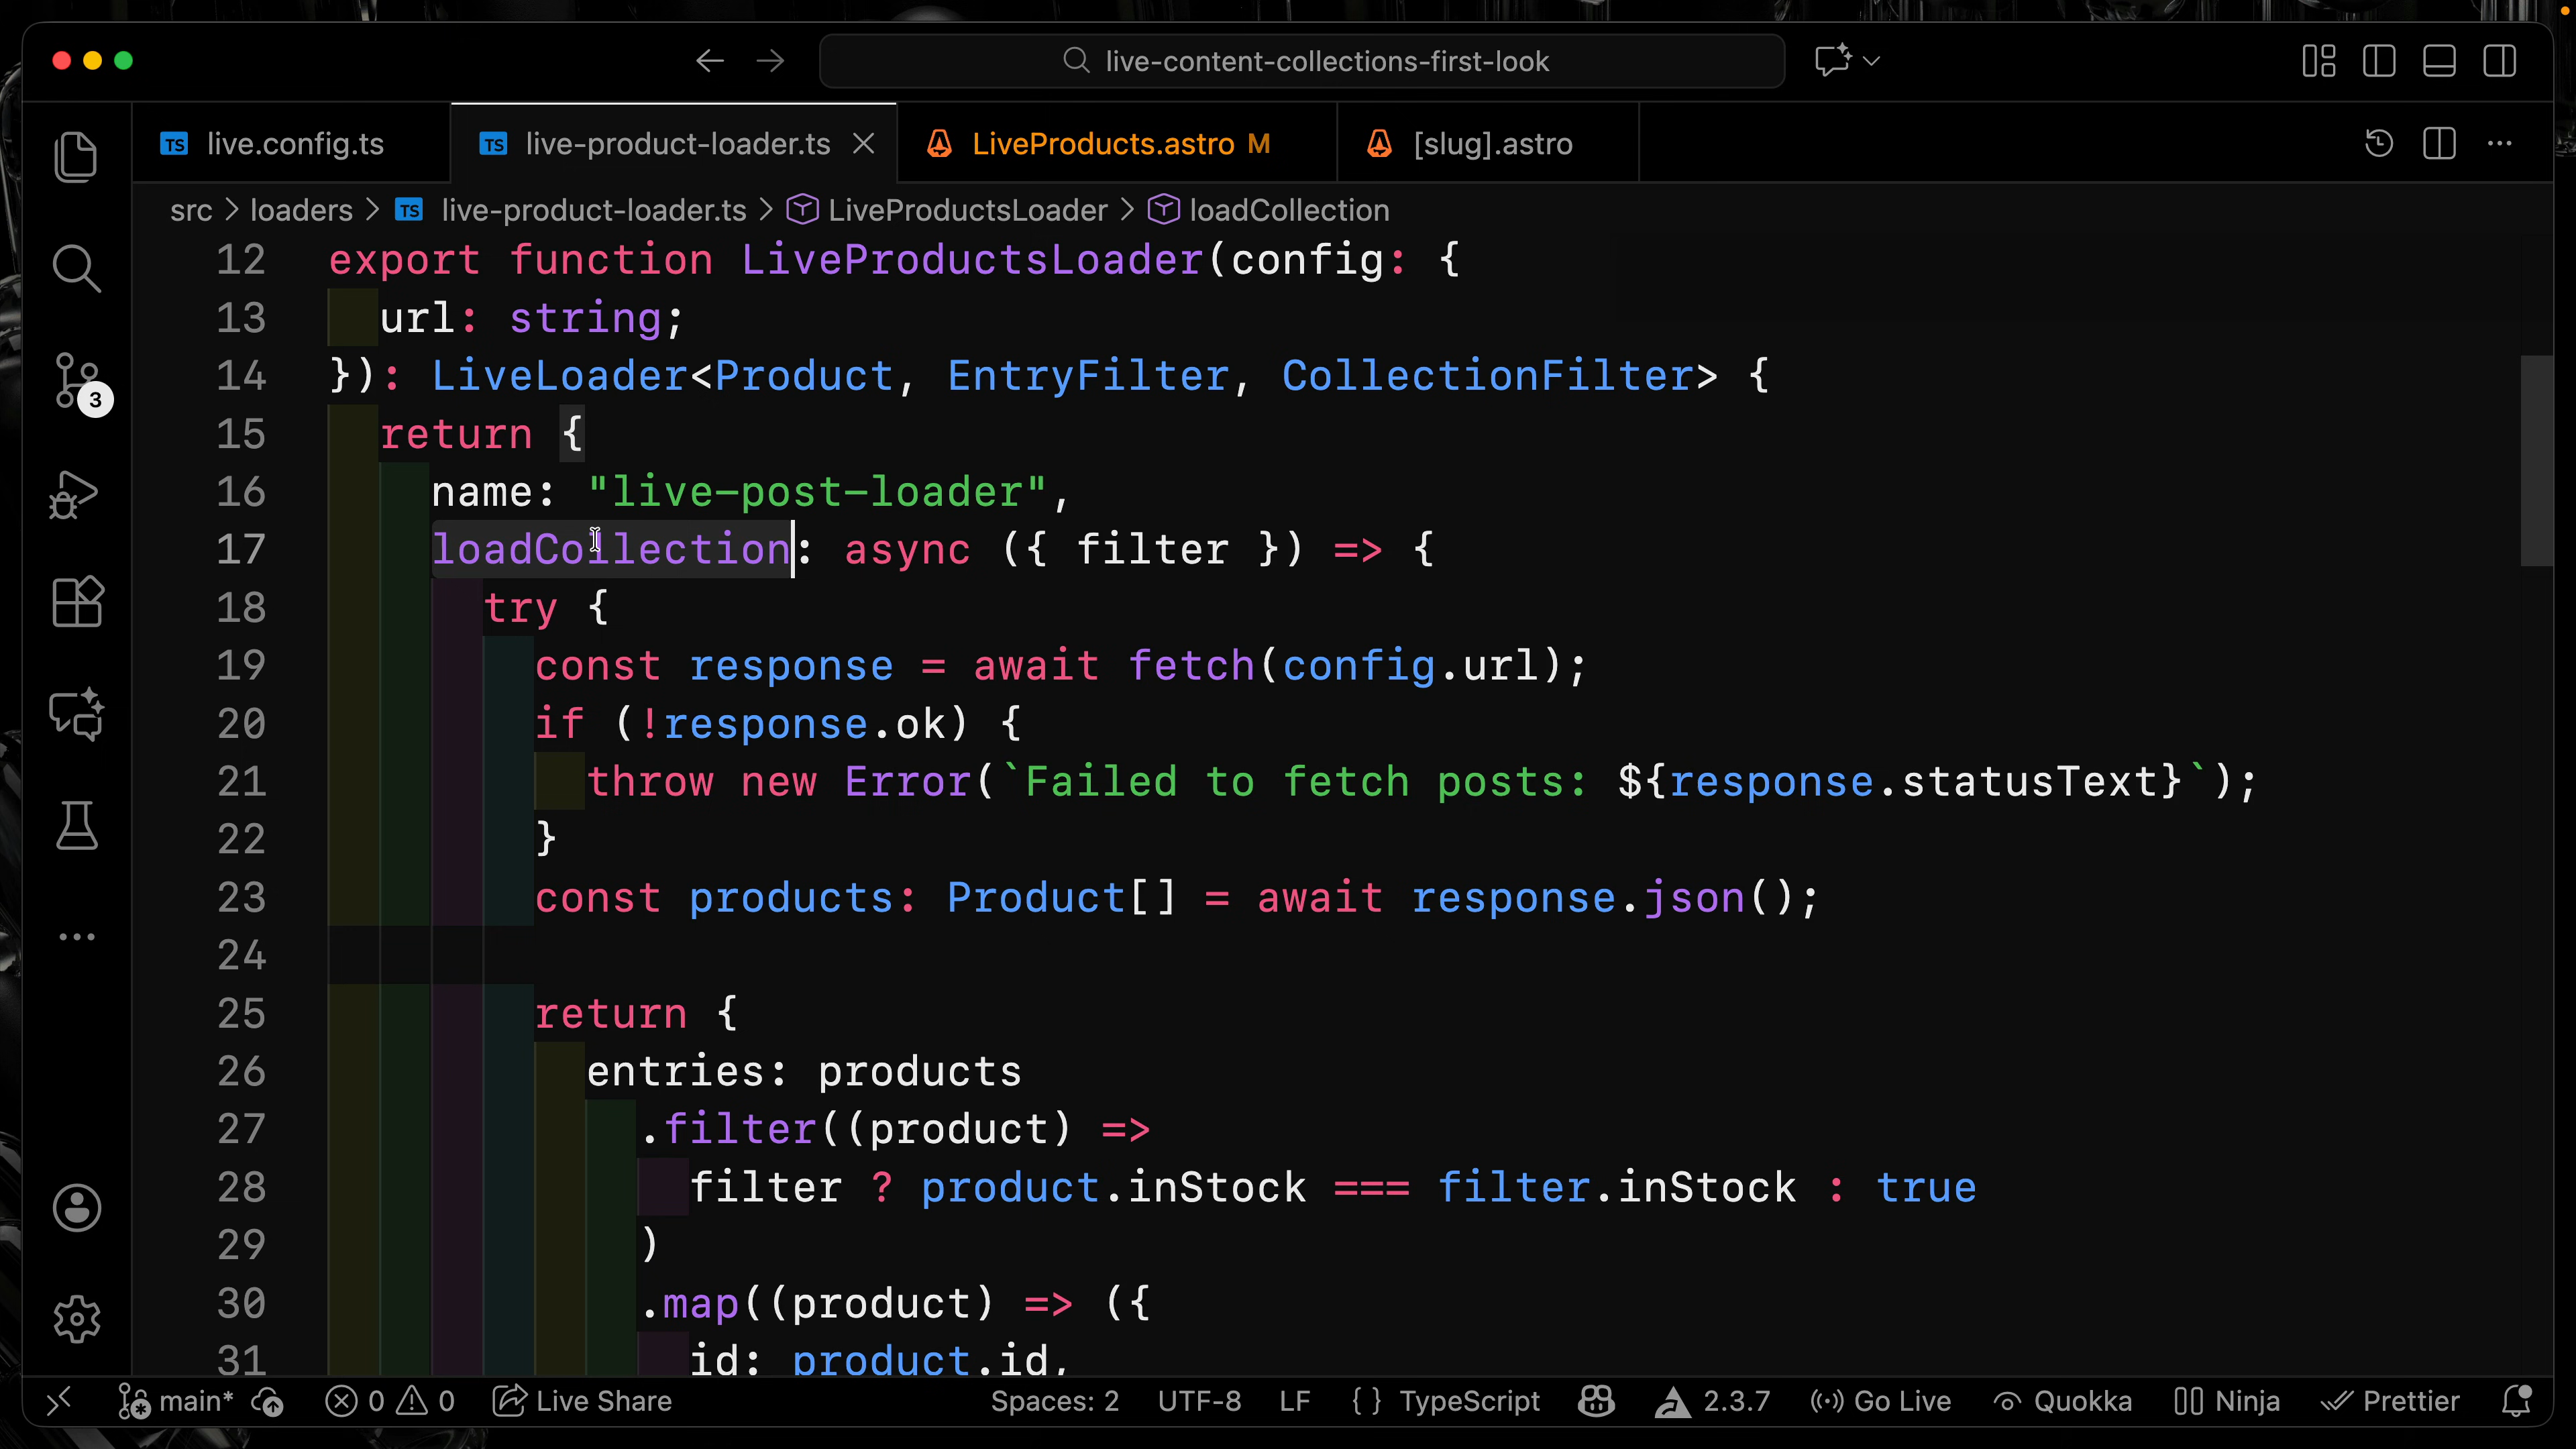 live-content-collections-first-look
TS live.config.ts
TS live-product-loader.ts
LiveProducts.astro M
[slug].astro
src > loaders > TS live-product-loader.ts > LiveProductsLoader > loadCollection
3
12 export function LiveProductsLoader(config: {
13 url: string;
14 }): LiveLoader<Product, EntryFilter, CollectionFilter> {
15 return {
16 name: "live-post-loader",
17 loadCollection: async ({ filter }) => {
18 try {
19 const response = await fetch(config.url);
20 if (!response.ok) {
21 throw new Error(`Failed to fetch posts: ${response.statusText}`);
22 }
23 const products: Product[] = await response.json();
24
25 return {
26 entries: products
27 .filter((product) =>
28 filter ? product.inStock === filter.inStock : true
29 )
30 .map((product) => ({
31 id: product.id,
main* 0 0 Live Share Spaces: 2 UTF-8 LF { } TypeScript 2.3.7 Go Live Quokka Ninja Prettier